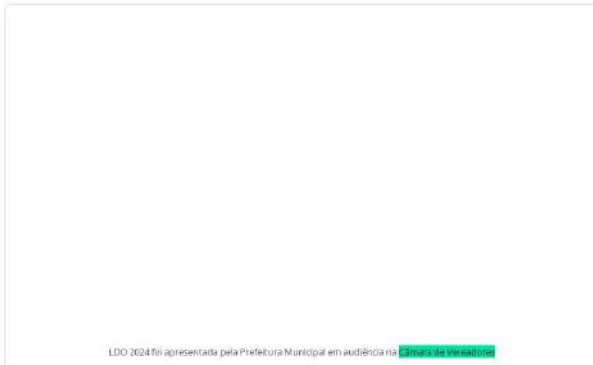 LDO 2024 foi apresentada pela Prefeitura Municipal em audiência na Câmara de Vereadores